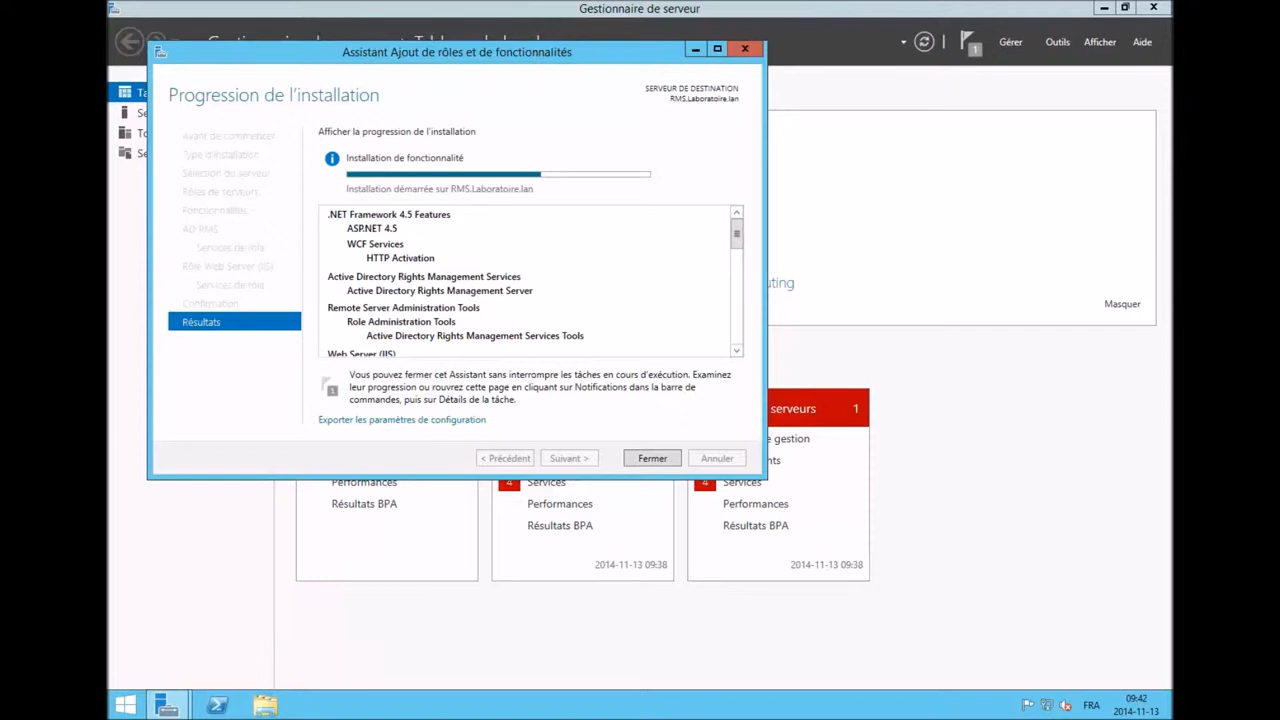 Gestionnaire de serveur
Gérer
Outils
Afficher
Aide
1
Assistant Ajout de rôles et de fonctionnalités
Progression de l'installation
SERVEUR DE DESTINATION
RMS.Laboratoire.lan
Avant de commencer
Type d'installation
Sélection du serveur
Rôles de serveurs
Fonctionnalités
AD RMS
Services de rôle
Rôle Web Server (IIS)
Services de rôle
Confirmation
Résultats
Afficher la progression de l'installation
Installation de fonctionnalité
Installation démarrée sur RMS.Laboratoire.lan
.NET Framework 4.5 Features
ASP.NET 4.5
WCF Services
HTTP Activation
Active Directory Rights Management Services
Active Directory Rights Management Server
Remote Server Administration Tools
Role Administration Tools
Active Directory Rights Management Services Tools
Web Server (IIS)
1
Vous pouvez fermer cet Assistant sans interrompre les tâches en cours d'exécution. Examinez
leur progression ou rouvrez cette page en cliquant sur Notifications dans la barre de
commandes, puis sur Détails de la tâche.
Exporter les paramètres de configuration
< Précédent
Suivant >
Fermer
Annuler
Masquer
serveurs 1
gestion
Performances
Résultats BPA
4 Services
Performances
Résultats BPA
2014-11-13 09:38
4 Services
Performances
Résultats BPA
2014-11-13 09:38
FRA
09:42
2014-11-13